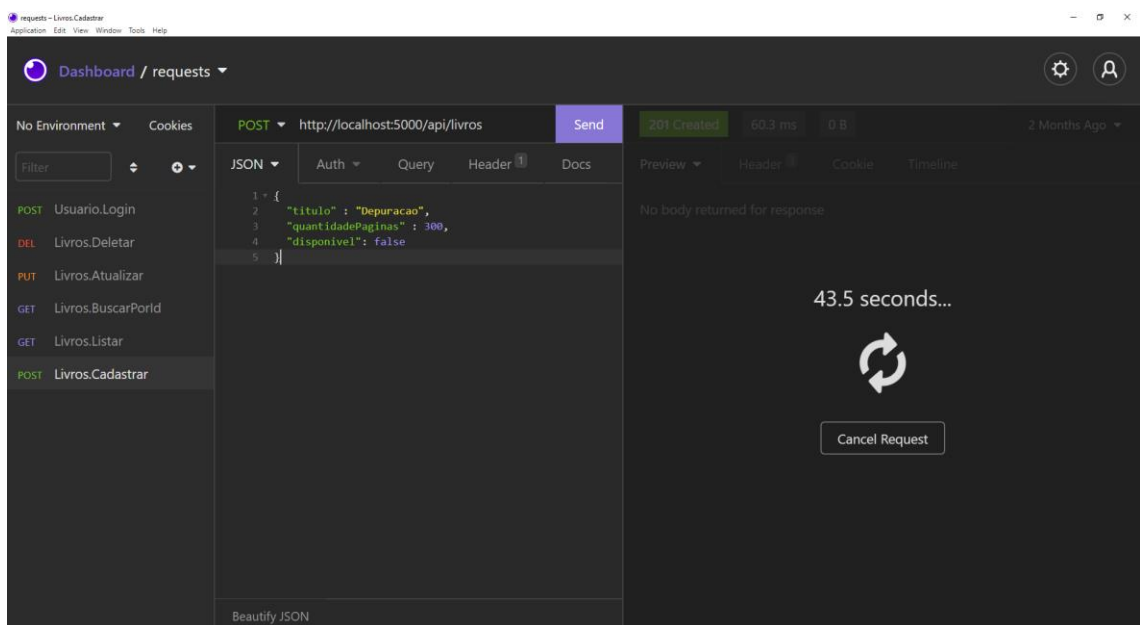 requests – Livros.Cadastrar
Application Edit View Window Tools Help
Dashboard / requests
No Environment Cookies
POST http://localhost:5000/api/livros Send
201 Created 60.3 ms 0 B 2 Months Ago
Filter
JSON Auth Query Header 1 Docs
Preview Header Cookie Timeline
POST Usuario.Login
DEL Livros.Deletar
PUT Livros.Atualizar
GET Livros.BuscarPorId
GET Livros.Listar
POST Livros.Cadastrar
1 {
2 "titulo" : "Depuracao",
3 "quantidadePaginas" : 300,
4 "disponivel": false
5 }
No body returned for response
43.5 seconds...
Cancel Request
Beautify JSON